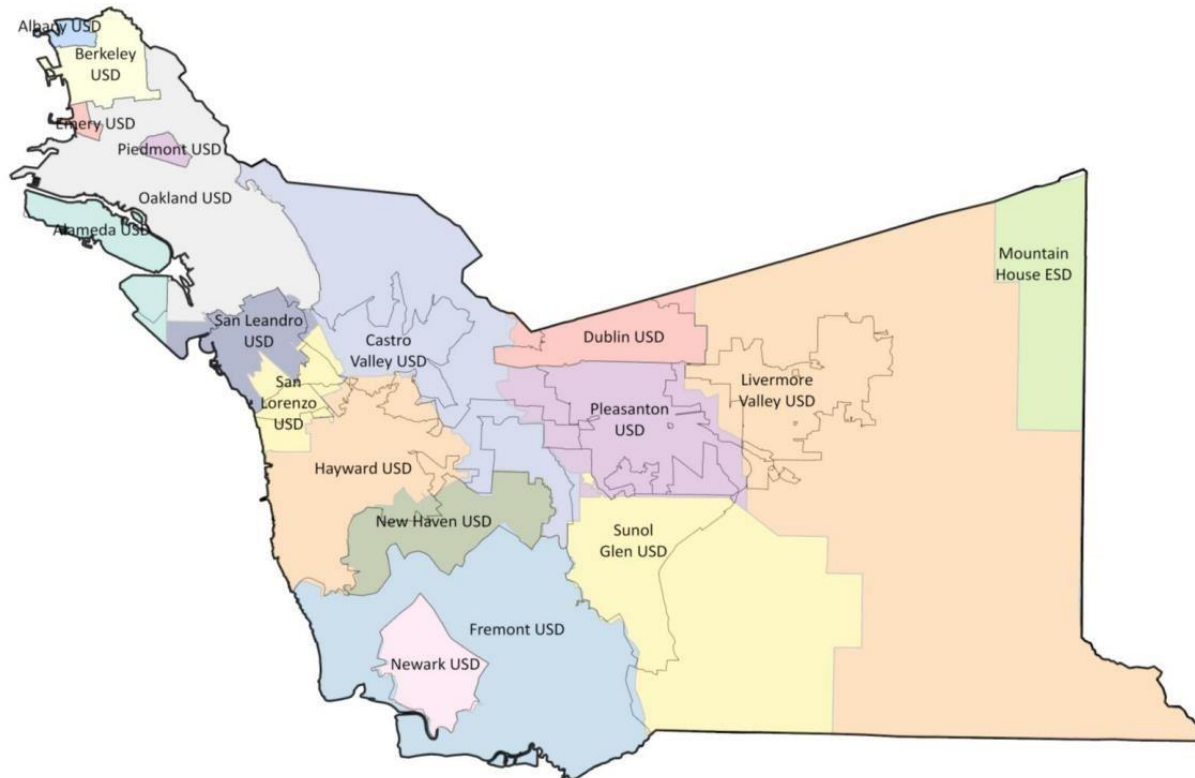 Albany USD
Berkeley
USD
Emery USD
Piedmont USD
Oakland USD
Alameda USD
Mountain
House ESD
San Leandro
USD
Castro
Valley USD
Dublin USD
San
Lorenzo
USD
Pleasanton
USD
Livermore
Valley USD
Hayward USD
New Haven USD
Sunol
Glen USD
Fremont USD
Newark USD